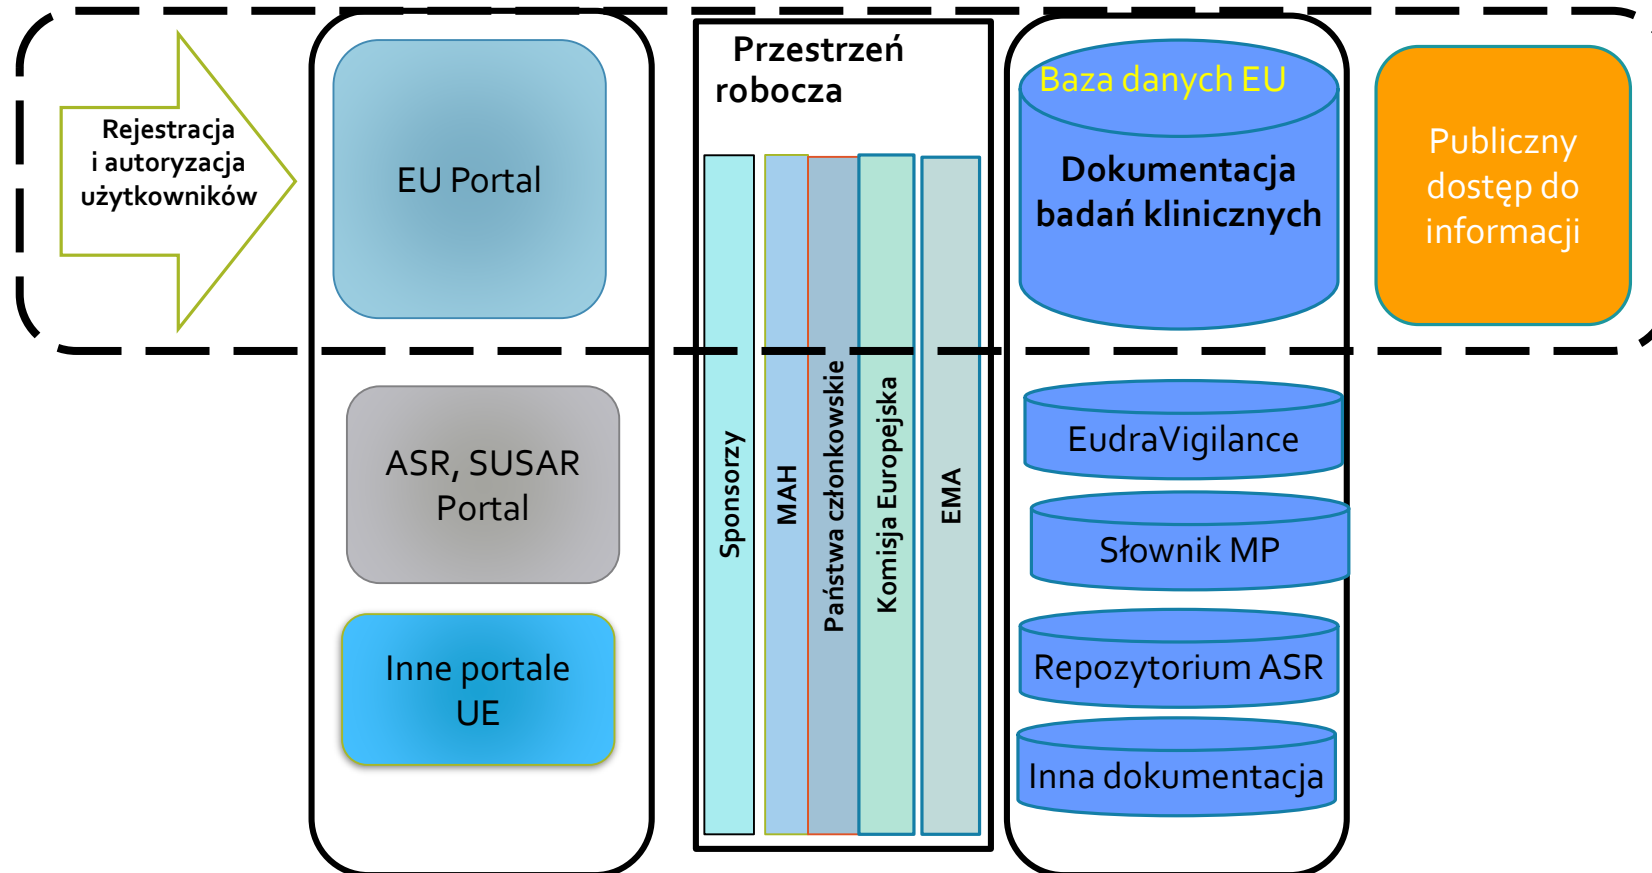 Rejestracja
i autoryzacja
użytkowników
EU Portal
ASR, SUSAR
Portal
Inne portale
UE
Przestrzeń
robocza
Sponsorzy
MAH
Państwa członkowskie
Komisja Europejska
EMA
Baza danych EU
Dokumentacja
badań klinicznych
EudraVigilance
Słownik MP
Repozytorium ASR
Inna dokumentacja
Publiczny
dostęp do
informacji